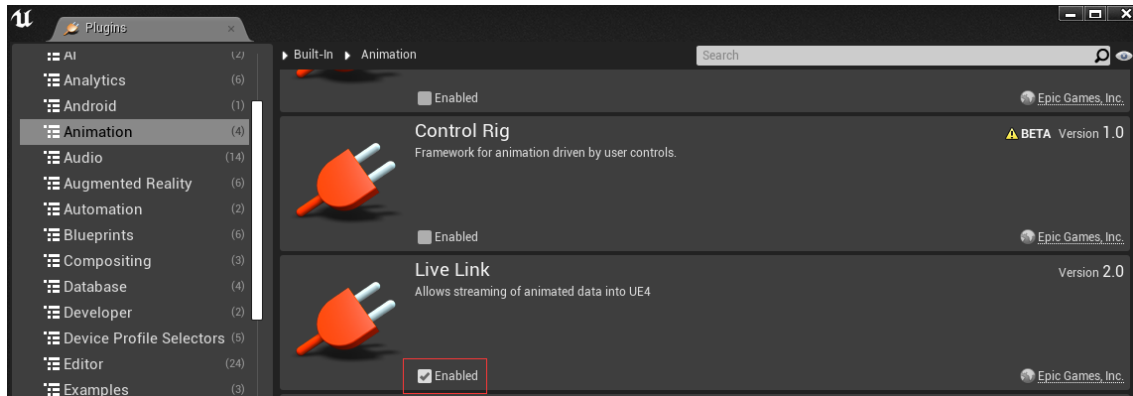 Plugins
AI (2)
Analytics (6)
Android (1)
Animation (4)
Audio (14)
Augmented Reality (6)
Automation (2)
Blueprints (6)
Compositing (3)
Database (4)
Developer (2)
Device Profile Selectors (5)
Editor (24)
Examples (3)
Built-In Animation
Search
Enabled
Epic Games, Inc.
Control Rig
BETA Version 1.0
Framework for animation driven by user controls.
Enabled
Epic Games, Inc.
Live Link
Version 2.0
Allows streaming of animated data into UE4
Enabled
Epic Games, Inc.